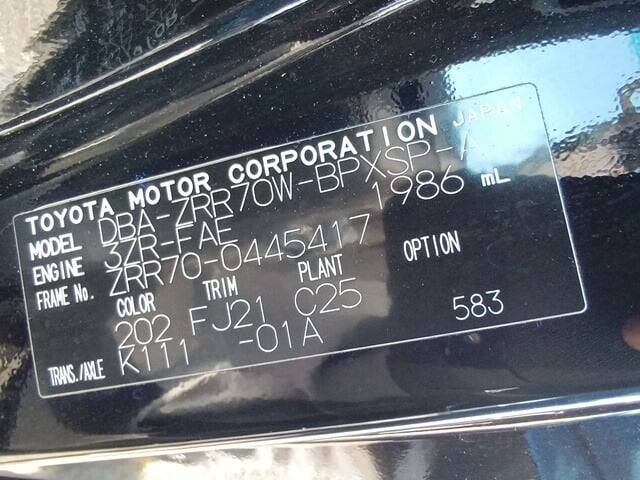 TOYOTA MOTOR CORPORATION JAPAN
MODEL DBA-ZRR70W-BPXSP-A
ENGINE 3ZR-FAE 1986 mL
FRAME No. ZRR70-0445417
COLOR TRIM PLANT OPTION
202 FJ21 C25 583
TRANS./AXLE K111 -01A